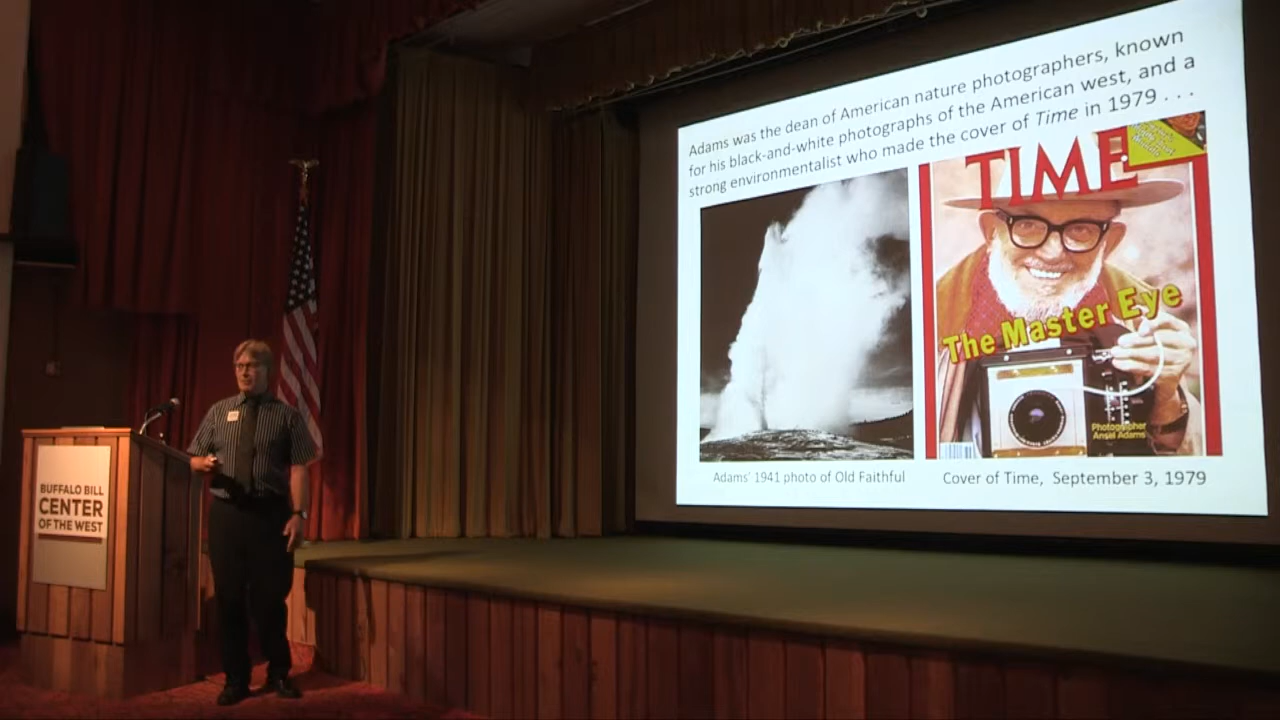 Adams was the dean of American nature photographers, known
for his black-and-white photographs of the American west, and a
strong environmentalist who made the cover of Time in 1979 . . .
TIME
The Master Eye
Photographer
Ansel Adams
Adams' 1941 photo of Old Faithful
Cover of Time, September 3, 1979
BUFFALO BILL
CENTER
OF THE WEST